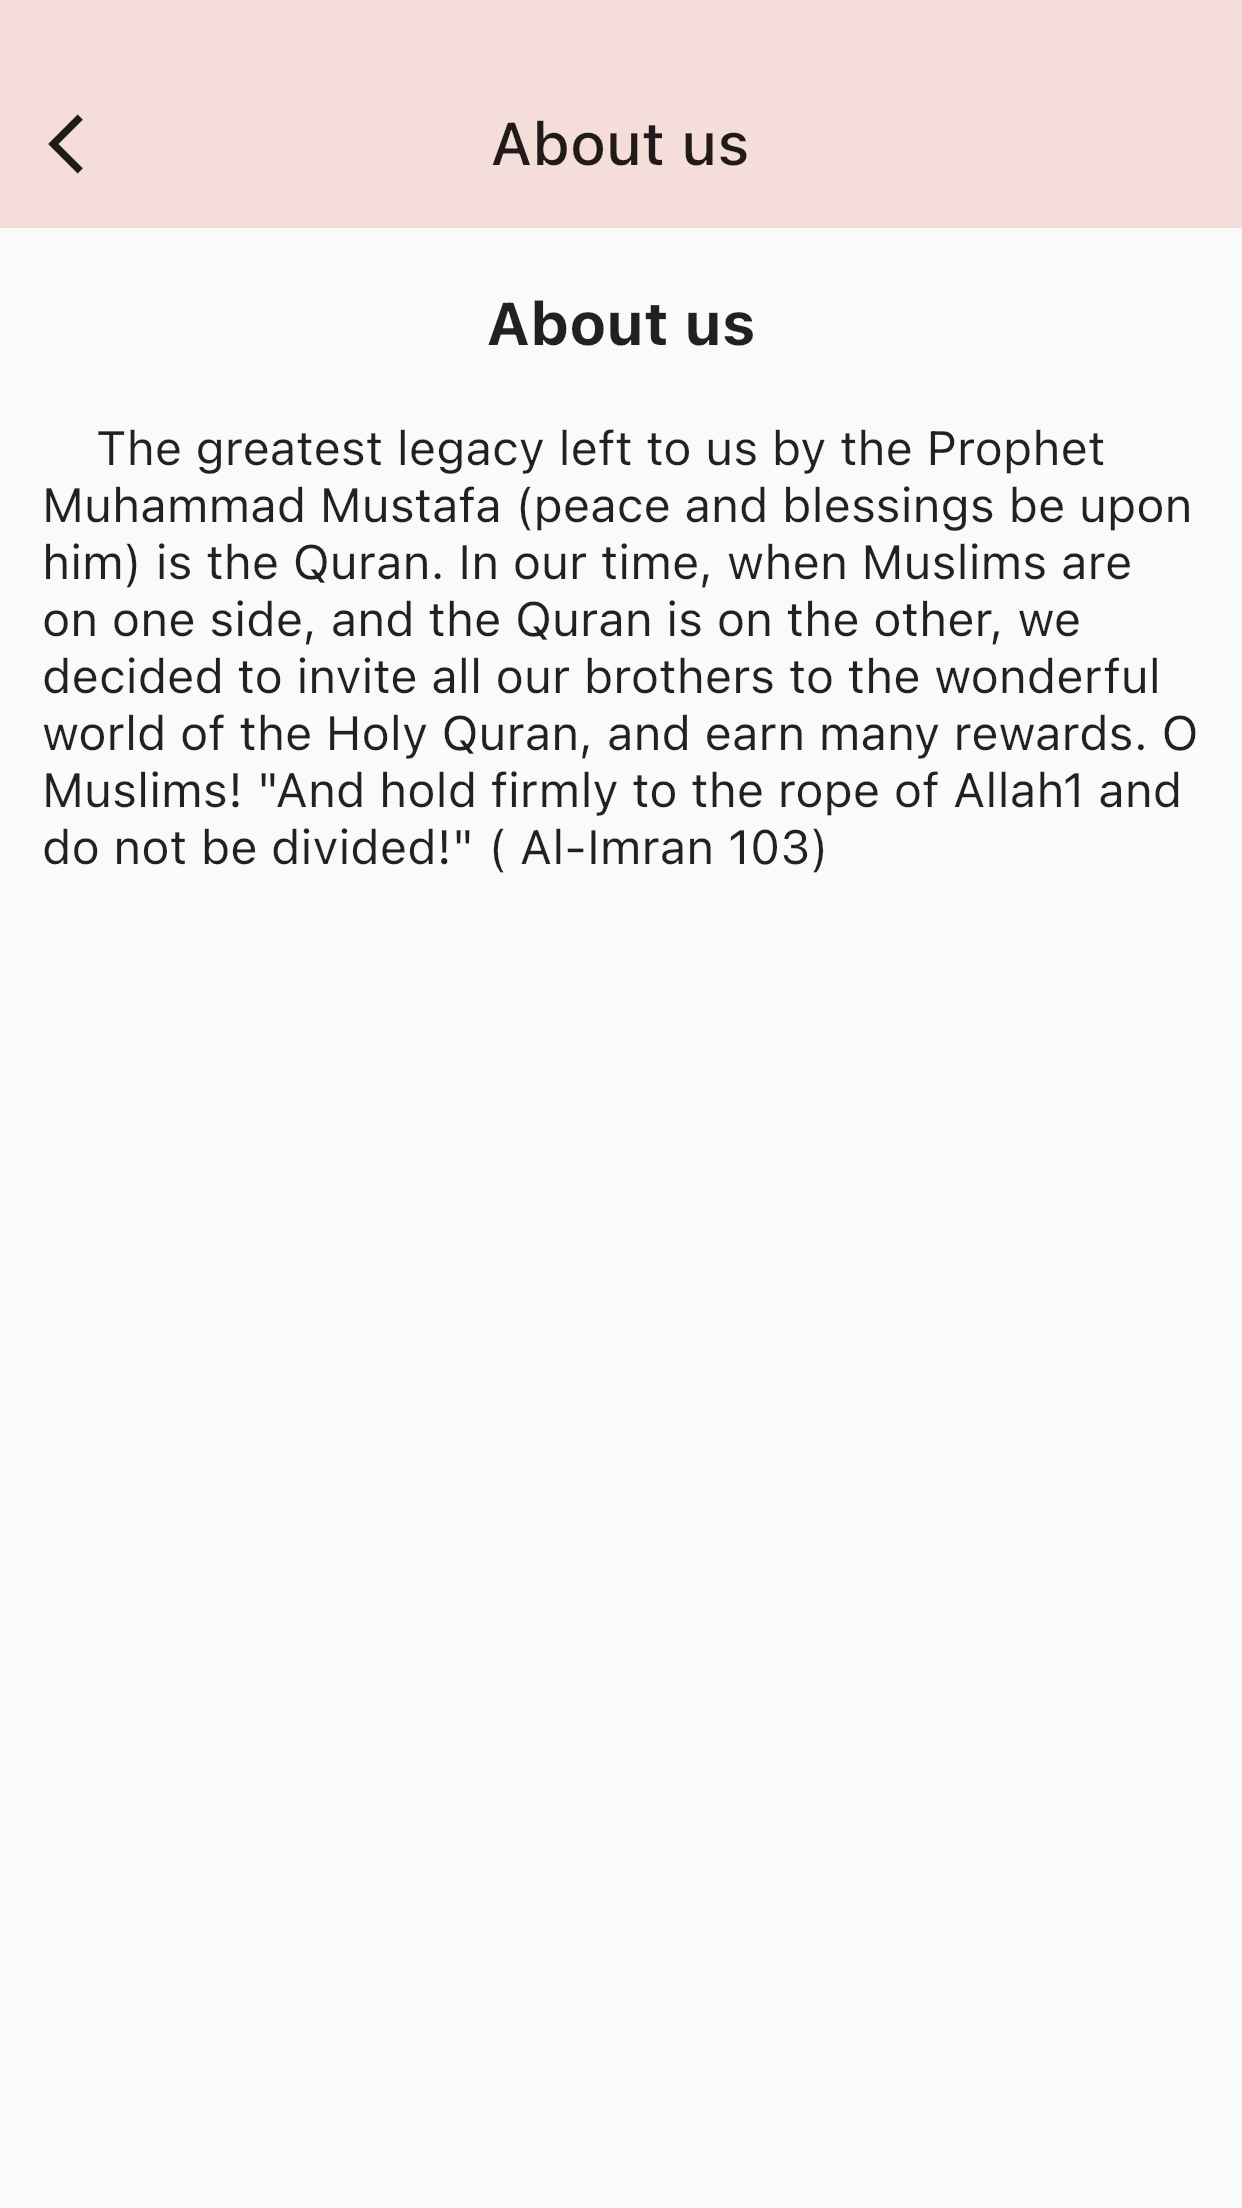 About us
About us
The greatest legacy left to us by the Prophet
Muhammad Mustafa (peace and blessings be upon
him) is the Quran. In our time, when Muslims are
on one side, and the Quran is on the other, we
decided to invite all our brothers to the wonderful
world of the Holy Quran, and earn many rewards. O
Muslims! "And hold firmly to the rope of Allah1 and
do not be divided!" ( Al-Imran 103)